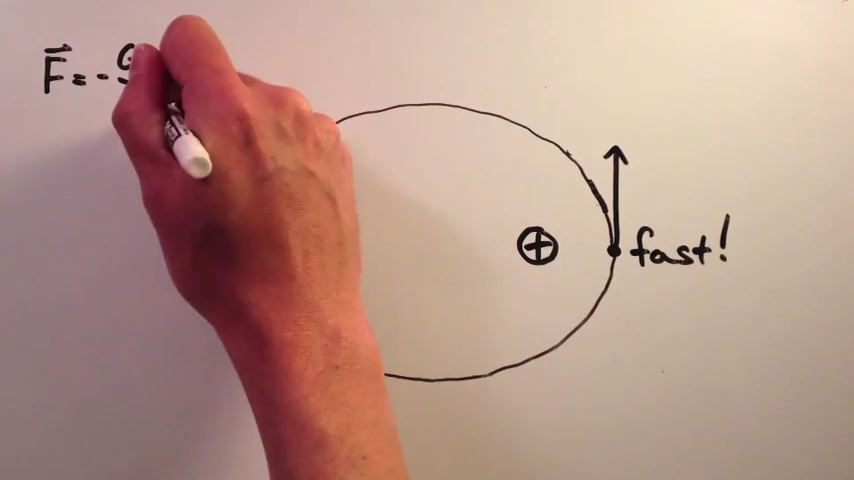 F⃗ = - G
fast!